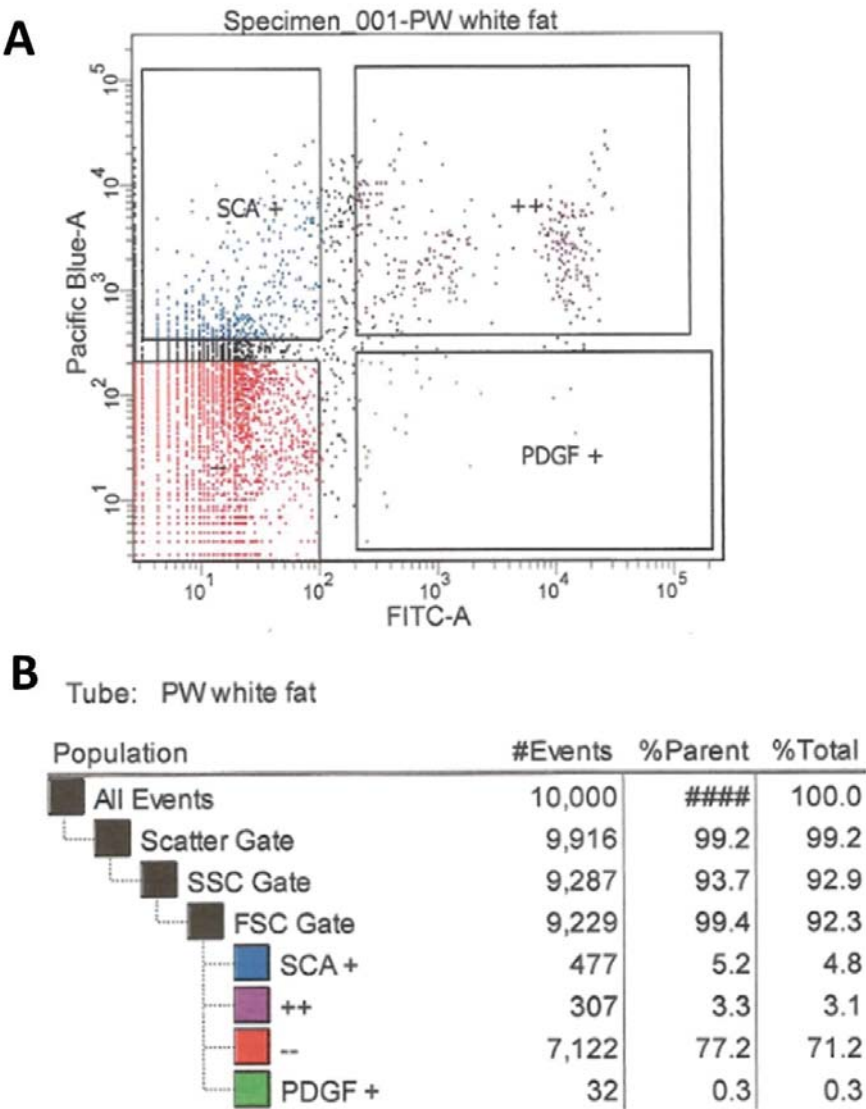 A
Specimen_001-PW white fat
Pacific Blue-A
10^5
10^4
10^3
10^2
10^1
SCA +
++
--
PDGF +
10^1 10^2 10^3 10^4 10^5
FITC-A
B
Tube: PW white fat
Population #Events %Parent %Total
All Events 10,000 #### 100.0
Scatter Gate 9,916 99.2 99.2
SSC Gate 9,287 93.7 92.9
FSC Gate 9,229 99.4 92.3
SCA + 477 5.2 4.8
++ 307 3.3 3.1
-- 7,122 77.2 71.2
PDGF + 32 0.3 0.3